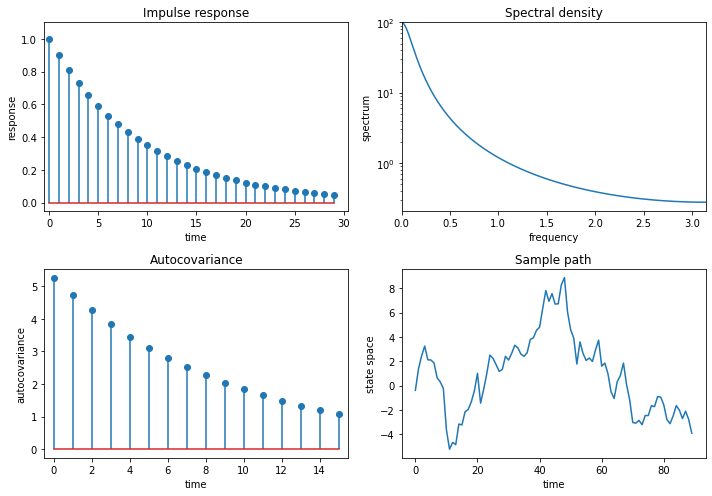 Impulse response
1.0
0.8
0.6
0.4
0.2
0.0
response
0 5 10 15 20 25 30
time
Spectral density
10²
10¹
10⁰
spectrum
0.0 0.5 1.0 1.5 2.0 2.5 3.0
frequency
Autocovariance
5
4
3
2
1
0
autocovariance
0 2 4 6 8 10 12 14
time
Sample path
8
6
4
2
0
−2
−4
state space
0 20 40 60 80
time